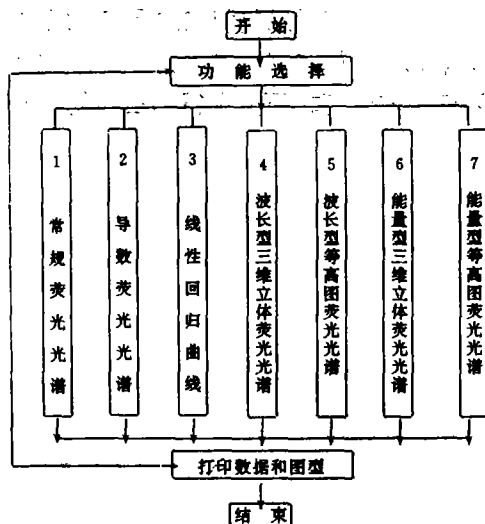 开始
功能选择
1 常规荧光光谱
2 导数荧光光谱
3 线性回归曲线
4 波长型三维立体荧光光谱
5 波长型等高图荧光光谱
6 能量型三维立体荧光光谱
7 能量型等高图荧光光谱
打印数据和图型
结束